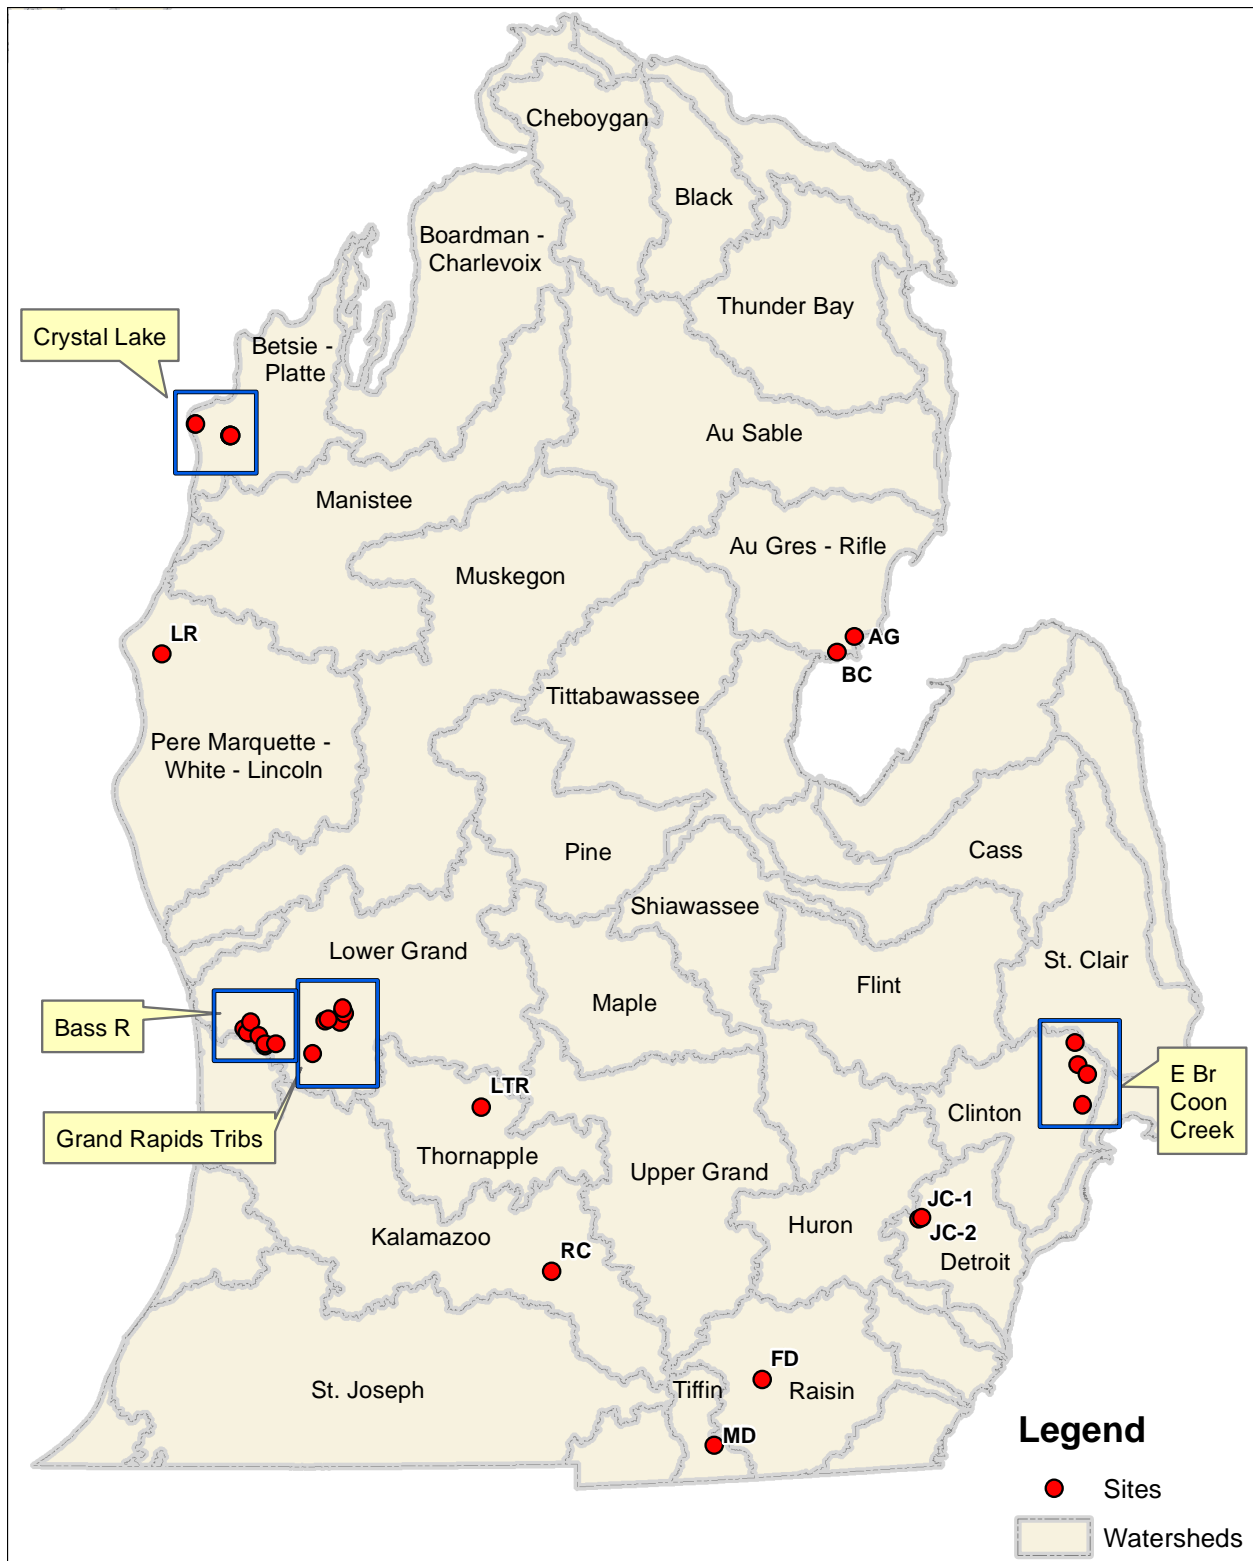 Cheboygan
Black
Boardman -
Charlevoix
Thunder Bay
Crystal Lake
Betsie -
Platte
Au Sable
Manistee
Au Gres - Rifle
Muskegon
LR
AG
BC
Tittabawassee
Pere Marquette -
White - Lincoln
Pine
Cass
Shiawassee
Lower Grand
St. Clair
Flint
Maple
Bass R
E Br
Coon
Creek
LTR
Clinton
Grand Rapids Tribs
Thornapple
Upper Grand
JC-1
Huron
JC-2
Kalamazoo
RC
Detroit
FD
St. Joseph
Tiffin
Raisin
MD
Legend
Sites
Watersheds